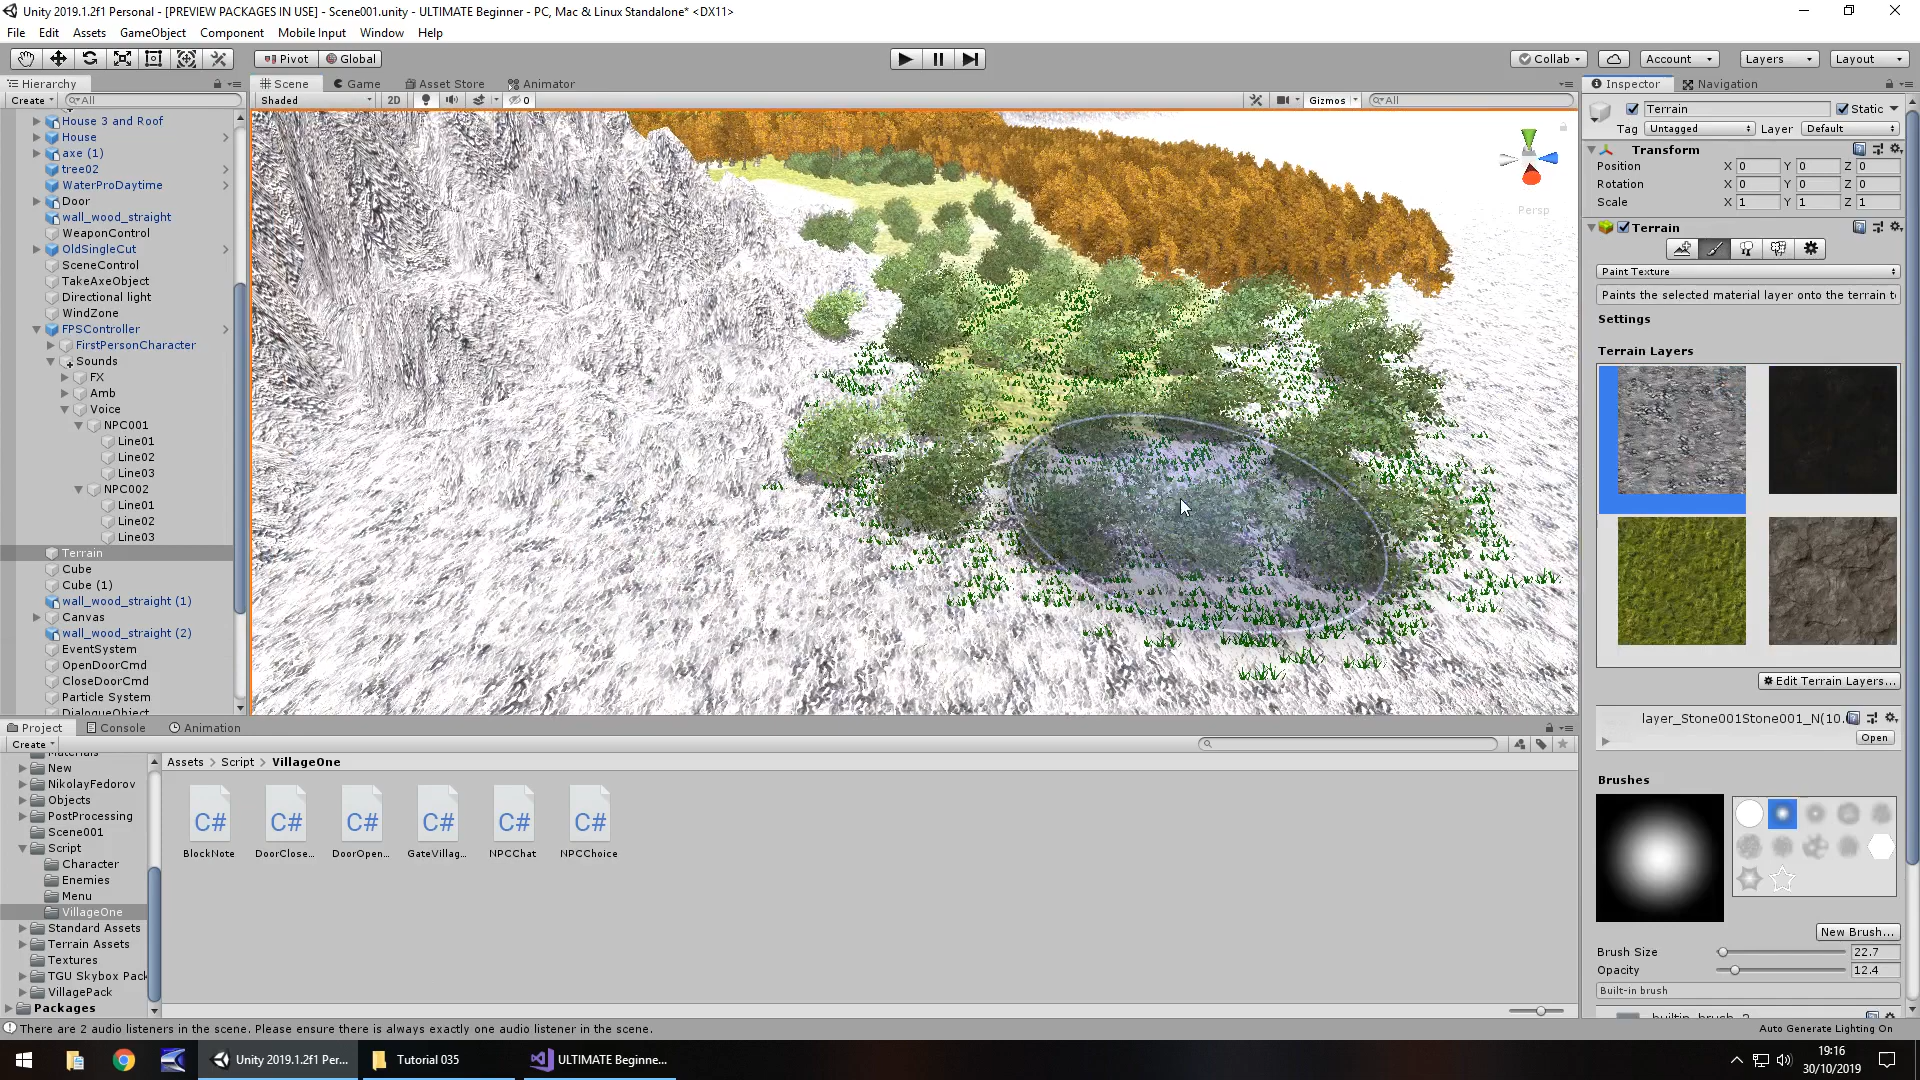 Unity 2019.1.2f1 Personal - [PREVIEW PACKAGES IN USE] - Scene001.unity - ULTIMATE Beginner - PC, Mac & Linux Standalone* <DX11>
File Edit Assets GameObject Component Mobile Input Window Help
Pivot Global Collab Account Layers Layout
Hierarchy Scene Game Asset Store Animator Inspector Navigation
Create All Shaded 2D 0 Gizmos All
House 3 and Roof
House
axe (1)
tree02
WaterProDaytime
Door
wall_wood_straight
WeaponControl
OldSingleCut
SceneControl
TakeAxeObject
Directional light
WindZone
FPSController
FirstPersonCharacter
Sounds
FX
Amb
Voice
NPC001
Line01
Line02
Line03
NPC002
Line01
Line02
Line03
Terrain
Cube
Cube (1)
wall_wood_straight (1)
Canvas
wall_wood_straight (2)
EventSystem
OpenDoorCmd
CloseDoorCmd
Particle System
DialogueObject
Persp
Terrain Static
Tag Untagged Layer Default
Transform
Position X 0 Y 0 Z 0
Rotation X 0 Y 0 Z 0
Scale X 1 Y 1 Z 1
Terrain
Paint Texture
Paints the selected material layer onto the terrain t
Settings
Terrain Layers
Edit Terrain Layers...
layer_Stone001Stone001_N(10.
Open
Brushes
New Brush...
Brush Size 22.7
Opacity 12.4
Built-in brush
builtin_brush_2
Project Console Animation
Create
Materials
New
NikolayFedorov
Objects
PostProcessing
Scene001
Script
Character
Enemies
Menu
VillageOne
Standard Assets
Terrain Assets
Textures
TGU Skybox Pack
VillagePack
Packages
Assets > Script > VillageOne
C# C# C# C# C# C#
BlockNote DoorClose... DoorOpen... GateVillag... NPCChat NPCChoice
There are 2 audio listeners in the scene. Please ensure there is always exactly one audio listener in the scene.
Auto Generate Lighting On
Unity 2019.1.2f1 Per... Tutorial 035 ULTIMATE Beginne...
19:16
30/10/2019